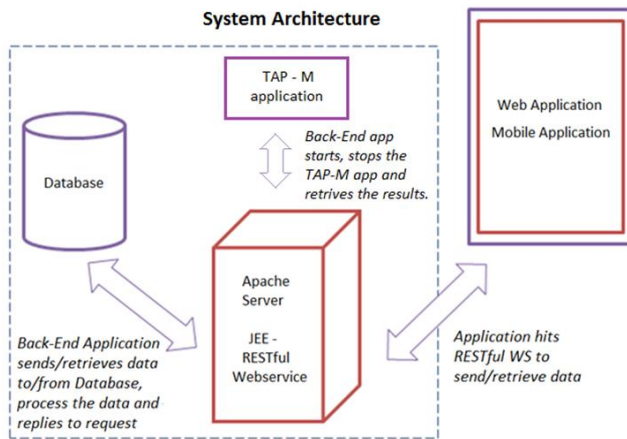 System Architecture
TAP - M
application
Web Application
Mobile Application
Back-End app
starts, stops the
TAP-M app and
retrives the results.
Database
Apache
Server
JEE -
RESTful
Webservice
Back-End Application
sends/retrieves data
to/from Database,
process the data and
replies to request
Application hits
RESTful WS to
send/retrieve data